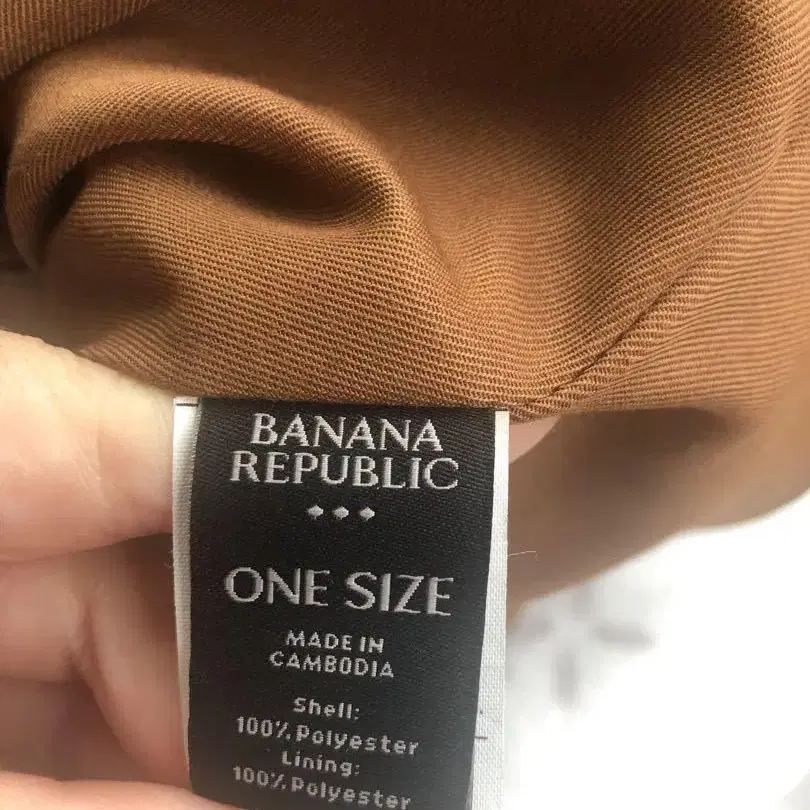 BANANA
REPUBLIC
ONE SIZE
MADE IN
CAMBODIA
Shell:
100% Polyester
Lining:
100% Polyester